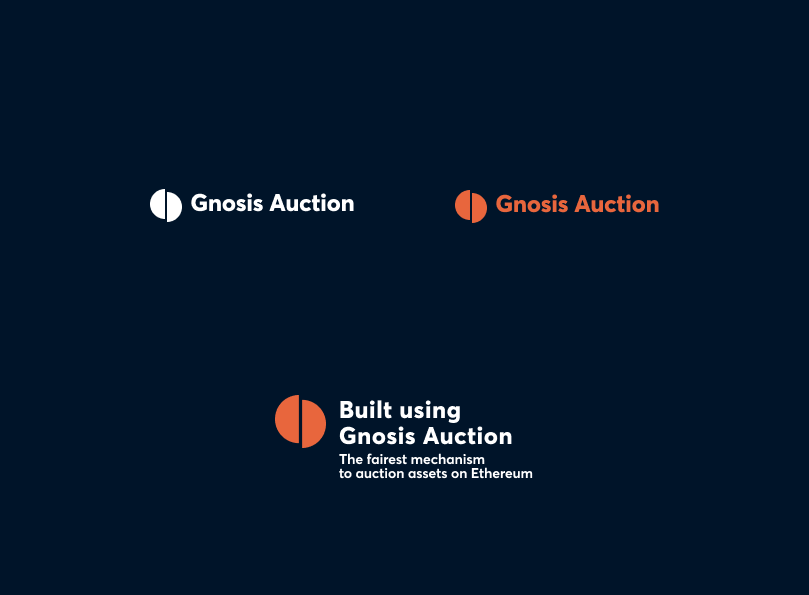 Gnosis Auction
Gnosis Auction
Built using
Gnosis Auction
The fairest mechanism
to auction assets on Ethereum